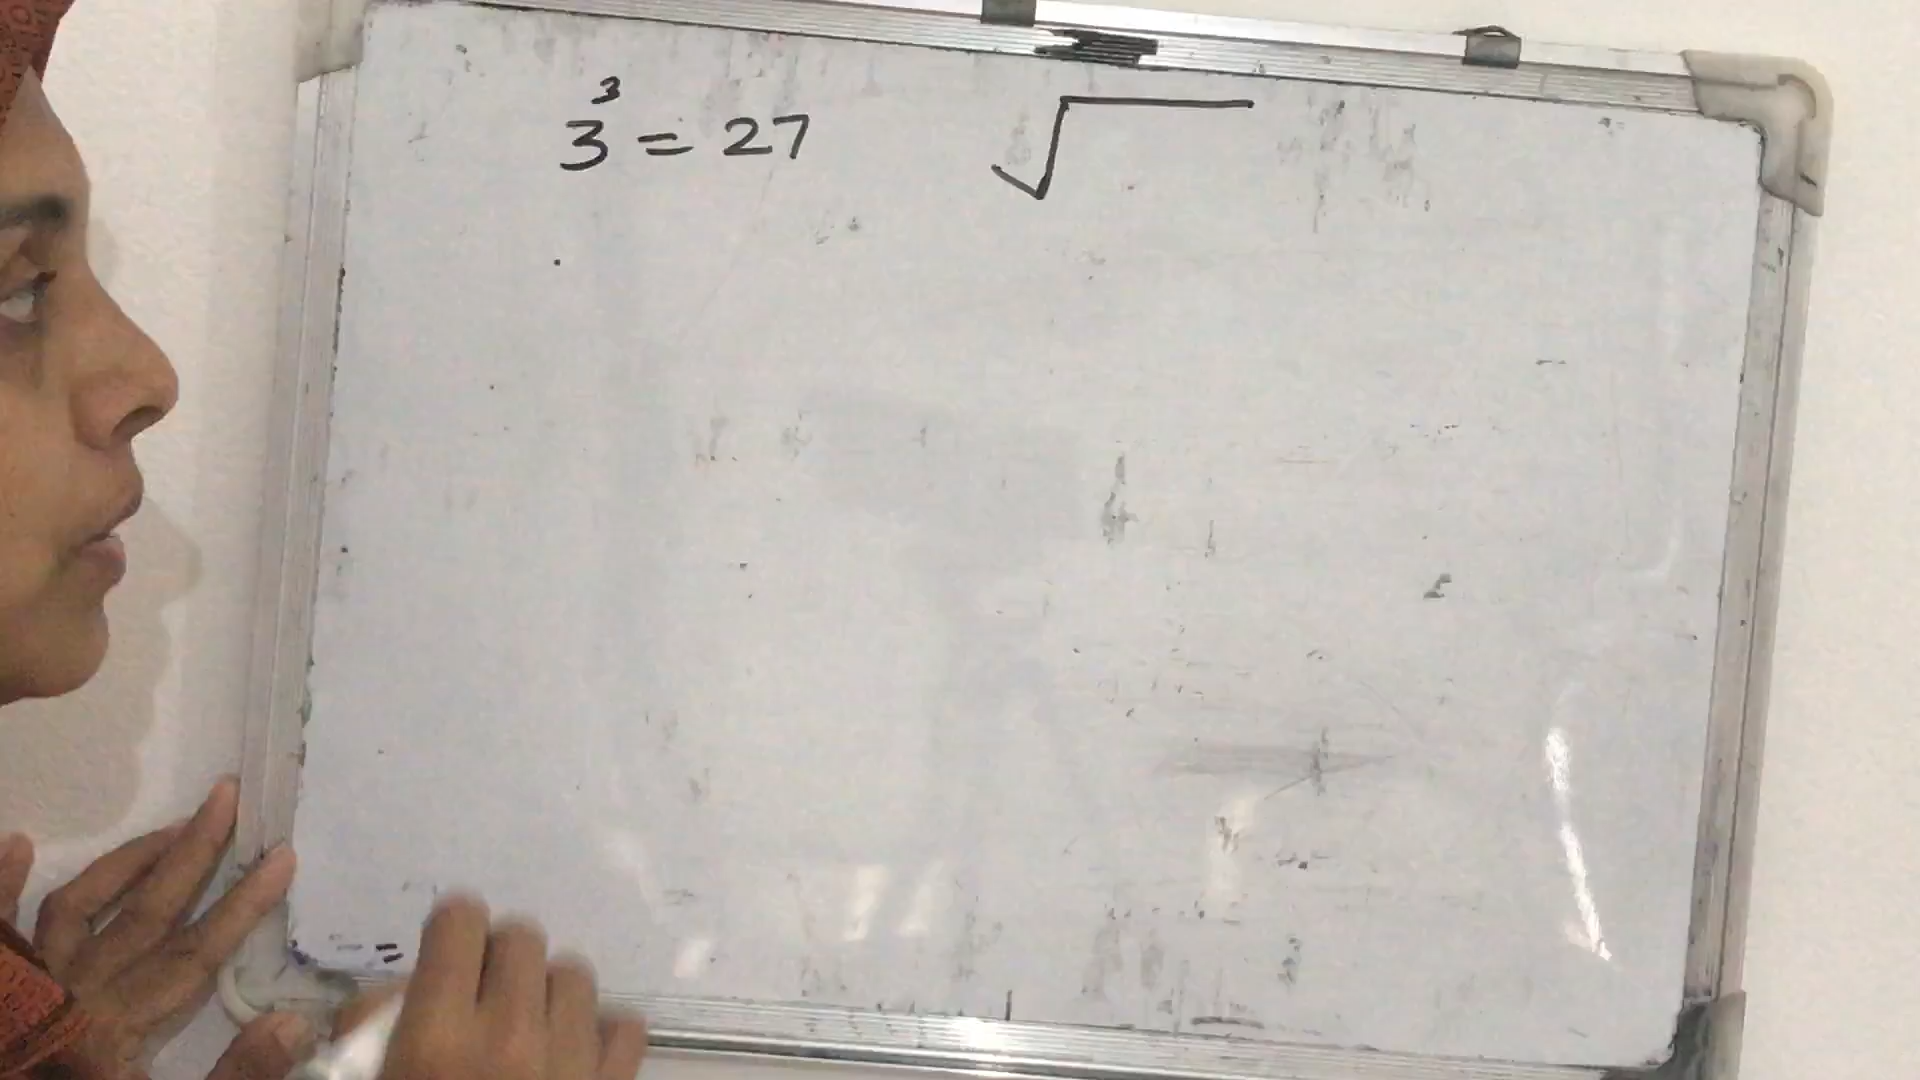 3³ = 27 √